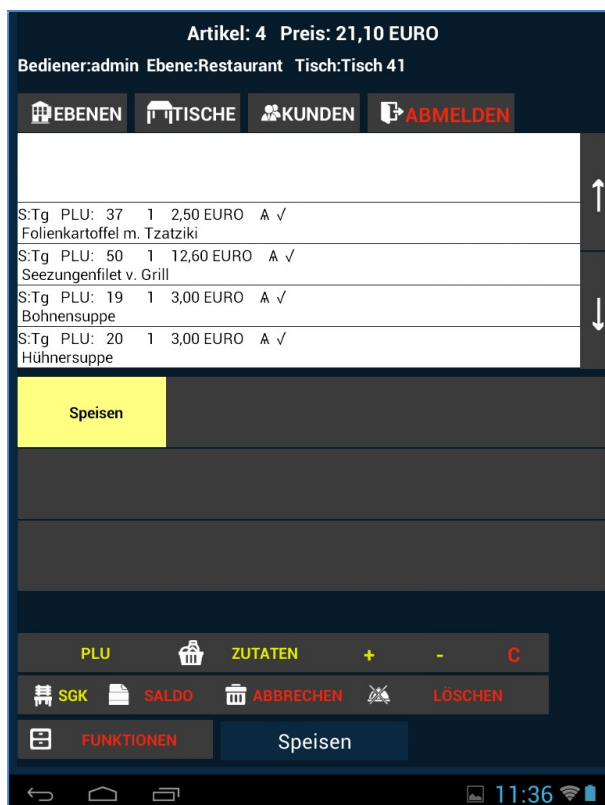 Artikel: 4 Preis: 21,10 EURO
Bediener:admin Ebene:Restaurant Tisch:Tisch 41
EBENEN TISCHE KUNDEN ABMELDEN
S:Tg PLU: 37 1 2,50 EURO √
Folienkartoffel m. Tzatziki
S:Tg PLU: 50 1 12,60 EURO √
Seezungenfilet v. Grill
S:Tg PLU: 19 1 3,00 EURO √
Bohnensuppe
S:Tg PLU: 20 1 3,00 EURO √
Hühnersuppe
Speisen
PLU ZUTATEN + - C
SGK SALDO ABBRECHEN LÖSCHEN
FUNKTIONEN Speisen
11:36